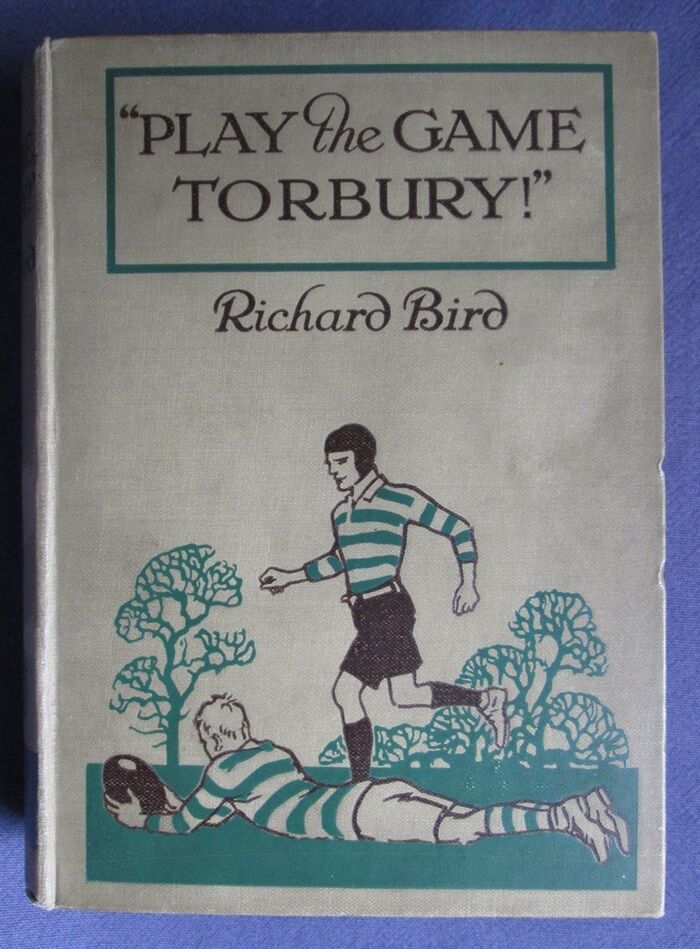 “PLAY the GAME
TORBURY!”
Richard Bird